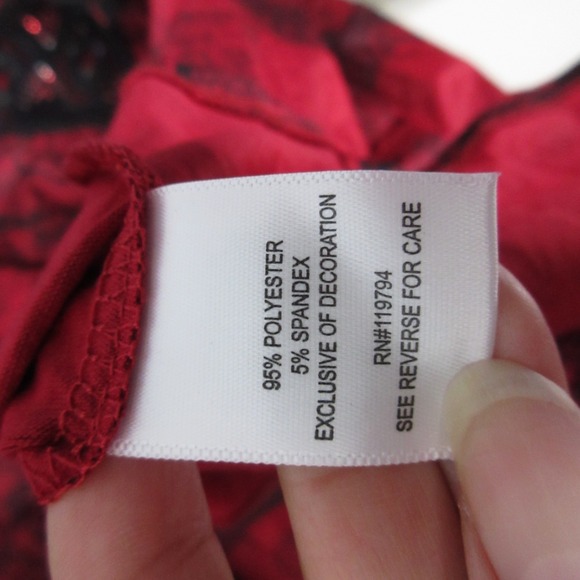 95% POLYESTER
5% SPANDEX
EXCLUSIVE OF DECORATION
RN#119794
SEE REVERSE FOR CARE